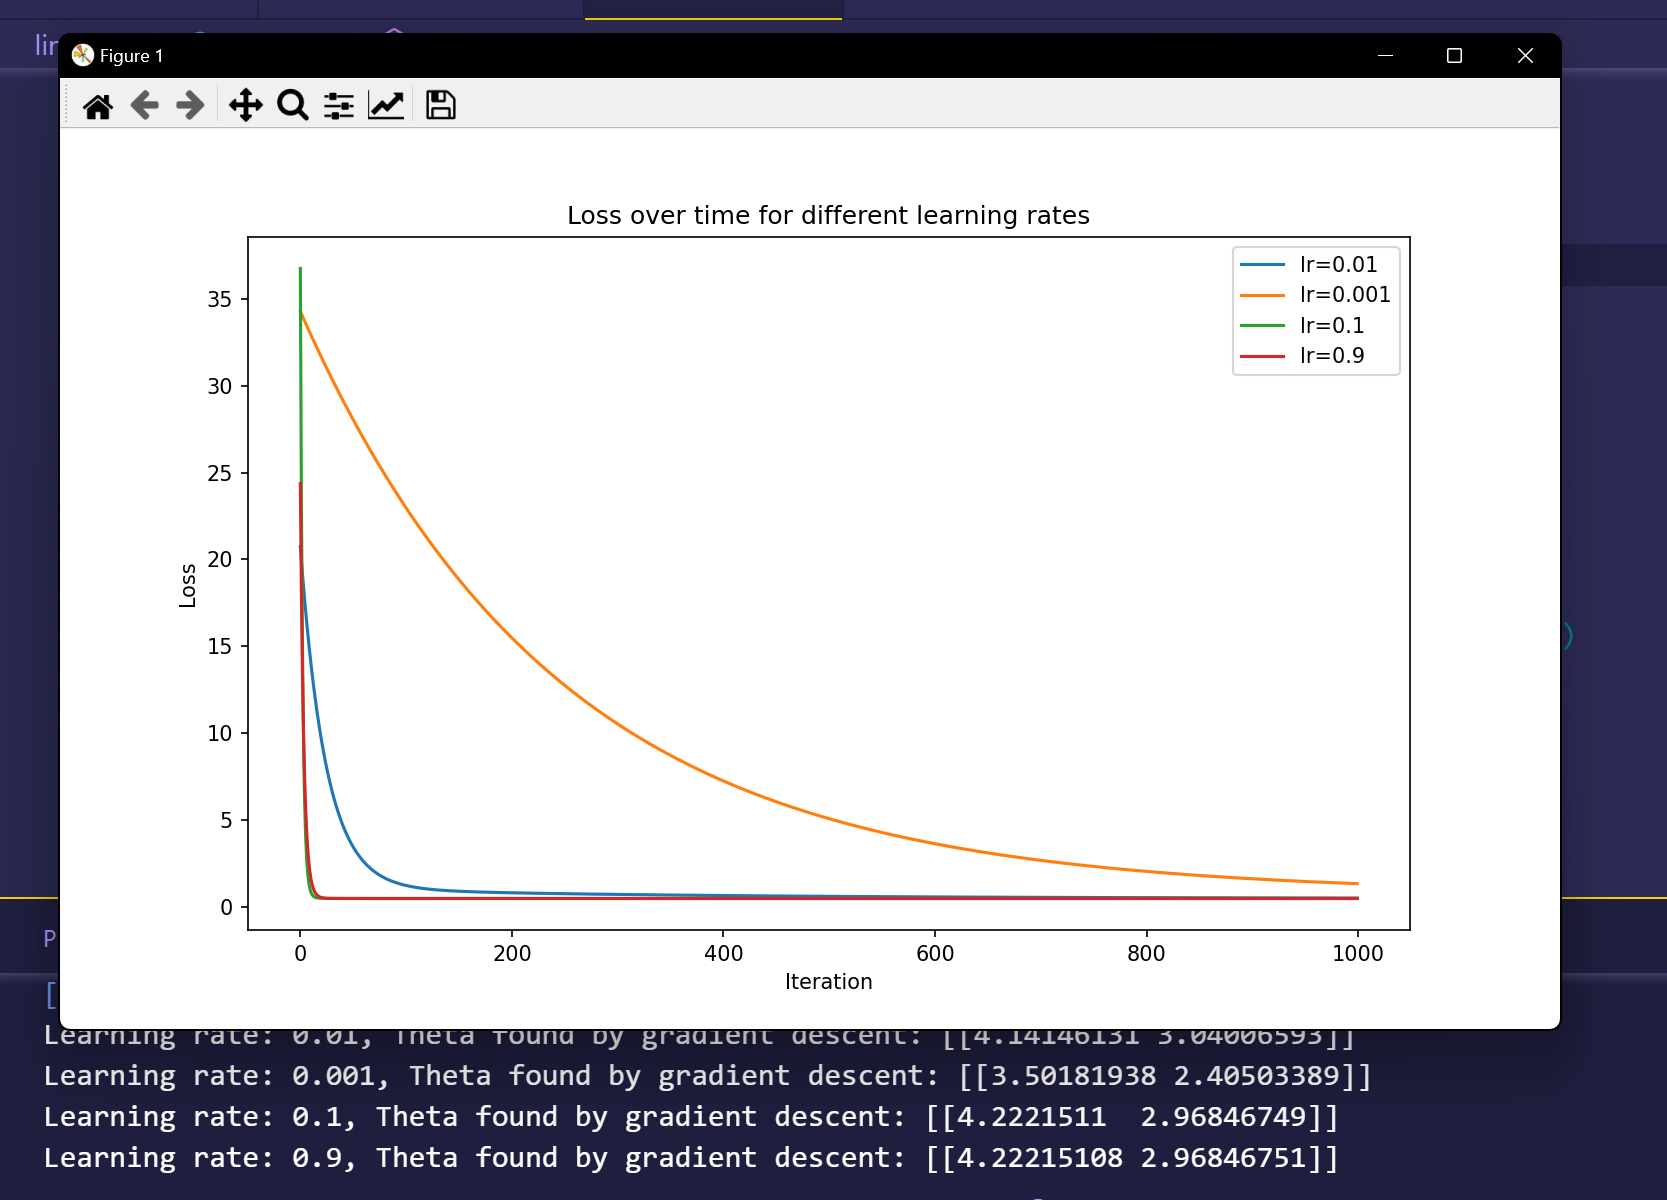 lin
Figure 1
Loss over time for different learning rates
lr=0.01
lr=0.001
lr=0.1
lr=0.9
35
30
25
20
15
10
5
0
Loss
0 200 400 600 800 1000
Iteration
)
P
[
Learning rate: 0.01, Theta found by gradient descent: [[4.14146131 3.04006593]]
Learning rate: 0.001, Theta found by gradient descent: [[3.50181938 2.40503389]]
Learning rate: 0.1, Theta found by gradient descent: [[4.2221511  2.96846749]]
Learning rate: 0.9, Theta found by gradient descent: [[4.22215108 2.96846751]]